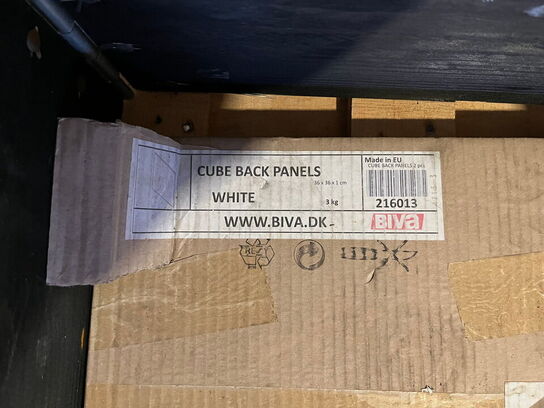 CUBE BACK PANELS
36 x 36 x 1 cm
WHITE
3 kg
WWW.BIVA.DK
Made in EU
CUBE BACK PANELS 2 pcs
216013
BIVA
RESY